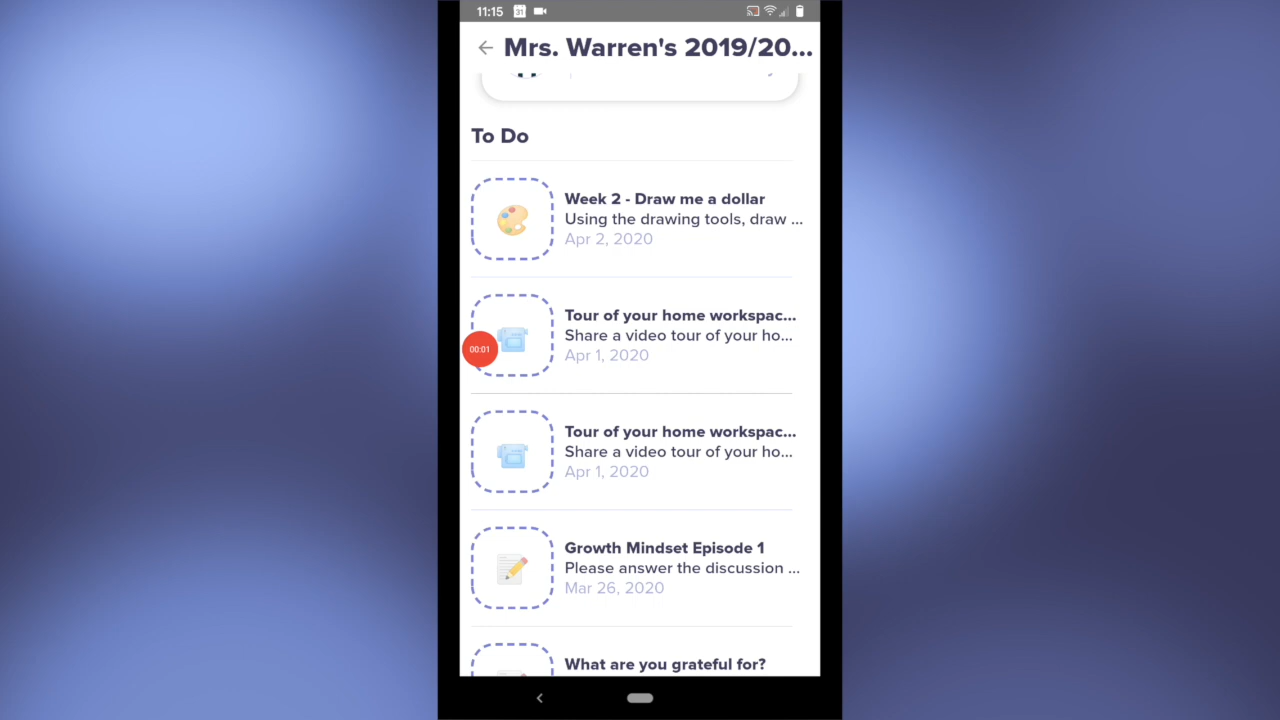 11:15
31
Mrs. Warren's 2019/20...
To Do
Week 2 - Draw me a dollar
Using the drawing tools, draw ...
Apr 2, 2020
Tour of your home workspac...
Share a video tour of your ho...
Apr 1, 2020
00:01
Tour of your home workspac...
Share a video tour of your ho...
Apr 1, 2020
Growth Mindset Episode 1
Please answer the discussion ...
Mar 26, 2020
What are you grateful for?